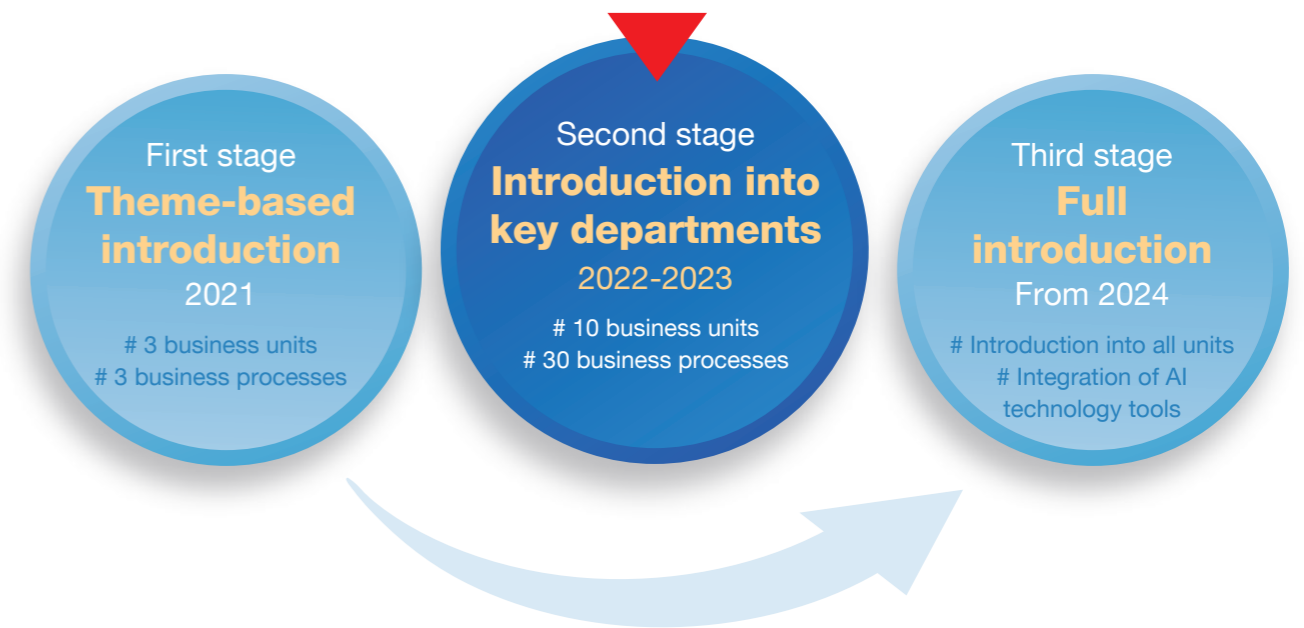 First stage
Theme-based
introduction
2021
# 3 business units
# 3 business processes
Second stage
Introduction into
key departments
2022-2023
# 10 business units
# 30 business processes
Third stage
Full
introduction
From 2024
# Introduction into all units
# Integration of AI
technology tools